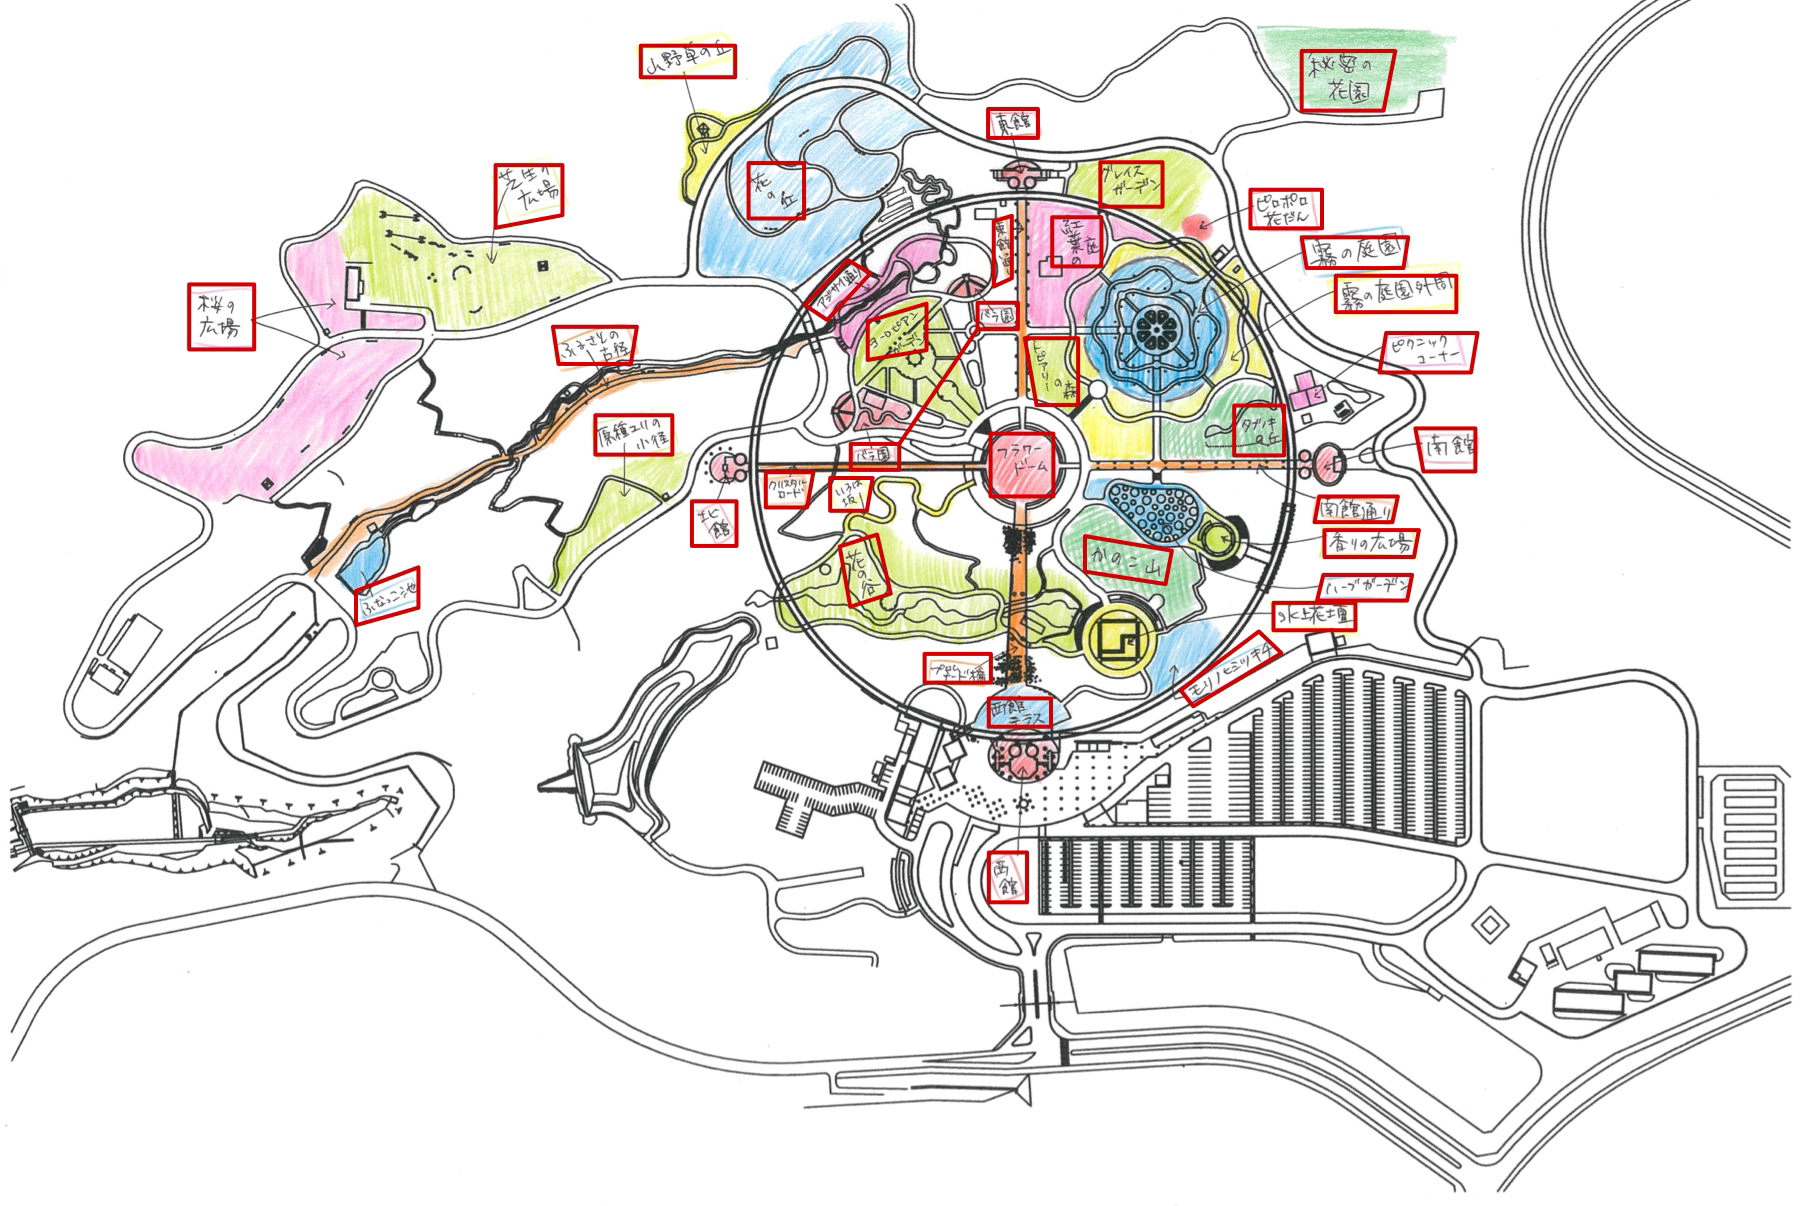 山野草の丘
秘密の
花園
東館
芝生の
広場
花
の
丘
グレイス
ガーデン
ピロポロ
花だん
紅葉の
庭
東館通り
霧の庭園
アジサイ通り
霧の庭園外周
桜の
広場
バラ園
ヨーロピアン
ガーデン
ふるさとの
古径
トピアリー
の
森
ピクニック
コーナー
原種ユリの
小径
タブノキ
の丘
南館
バラ園
フラワー
ドーム
クリスタル
ロード
いろは
坂
北
館
南館通り
香りの広場
かのこ山
花の谷
ハーブガーデン
ふなっこ池
水上花壇
プロム
ナード橋
モリノヒミツキチ
西館
テラス
西
館